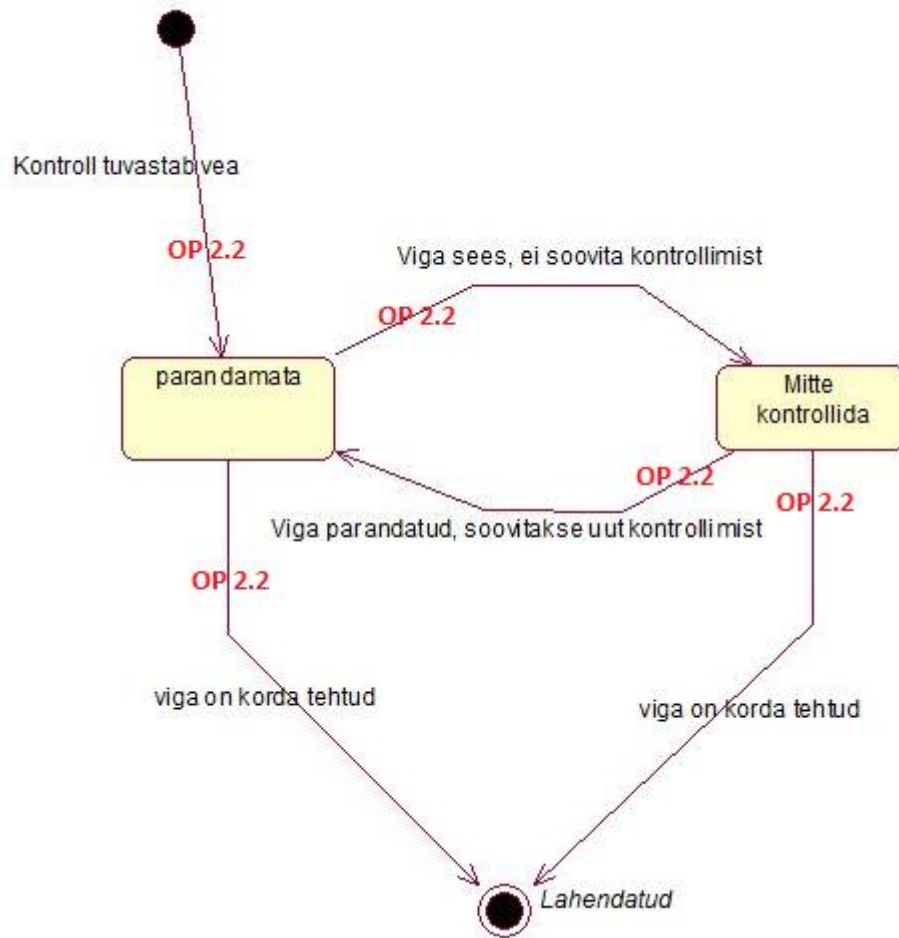 Kontroll tuvastab vea
OP 2.2
Viga sees, ei soovita kontrollimist
OP 2.2
parandamata
Mitte
kontrollida
OP 2.2
OP 2.2
Viga parandatud, soovitakse uut kontrollimist
OP 2.2
viga on korda tehtud
viga on korda tehtud
Lahendatud